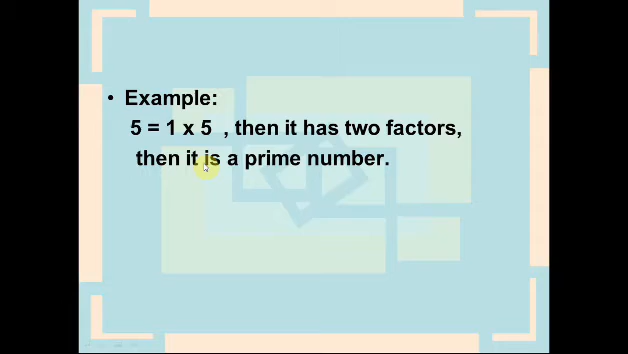 • Example:
5 = 1 x 5 , then it has two factors,
then it is a prime number.